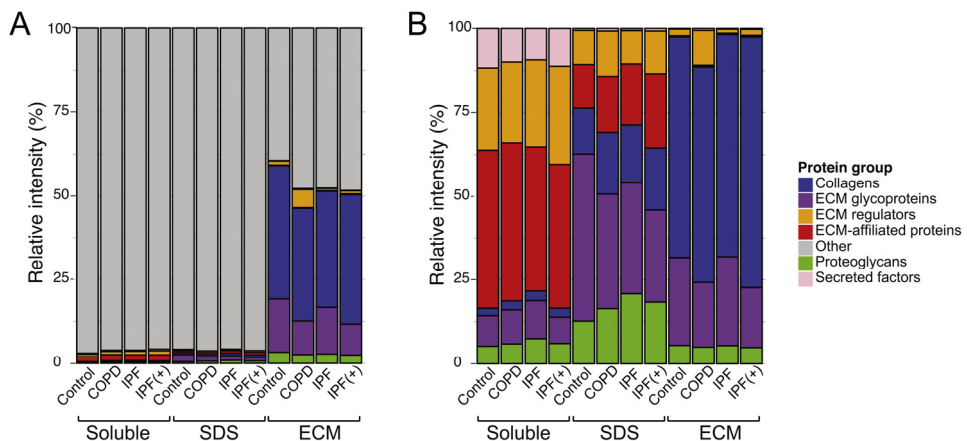 A
Relative intensity (%)
100
75
50
25
0
Control
COPD
IPF
IPF(+)
Control
COPD
IPF
IPF(+)
Control
COPD
IPF
IPF(+)
Soluble
SDS
ECM
B
Relative intensity (%)
100
75
50
25
0
Control
COPD
IPF
IPF(+)
Control
COPD
IPF
IPF(+)
Control
COPD
IPF
IPF(+)
Soluble
SDS
ECM
Protein group
Collagens
ECM glycoproteins
ECM regulators
ECM-affiliated proteins
Other
Proteoglycans
Secreted factors